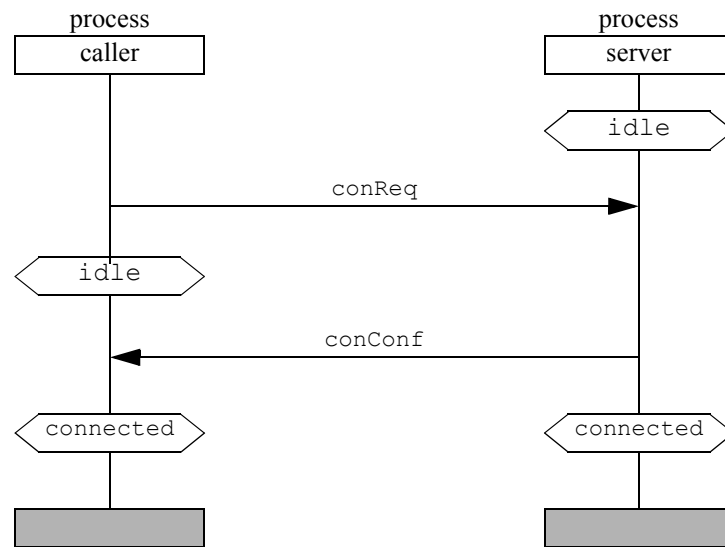 process
caller
process
server
idle
conReq
idle
conConf
connected
connected